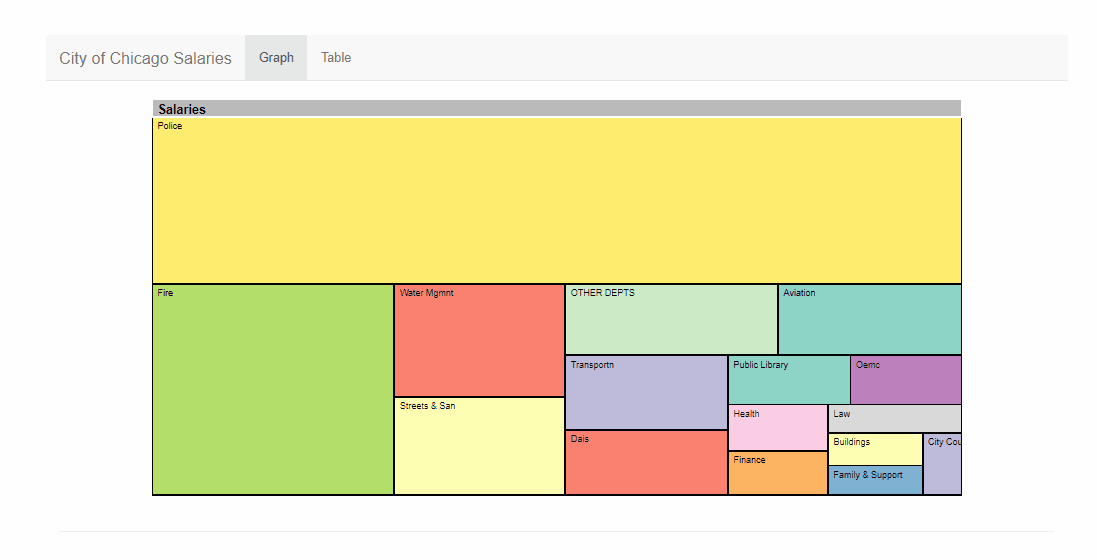 City of Chicago Salaries Graph Table
Salaries
Police
Fire
Water Mgmnt
OTHER DEPTS
Aviation
Transportn
Public Library
Oemc
Streets & San
Health
Law
Dais
Buildings
City Cou
Finance
Family & Support